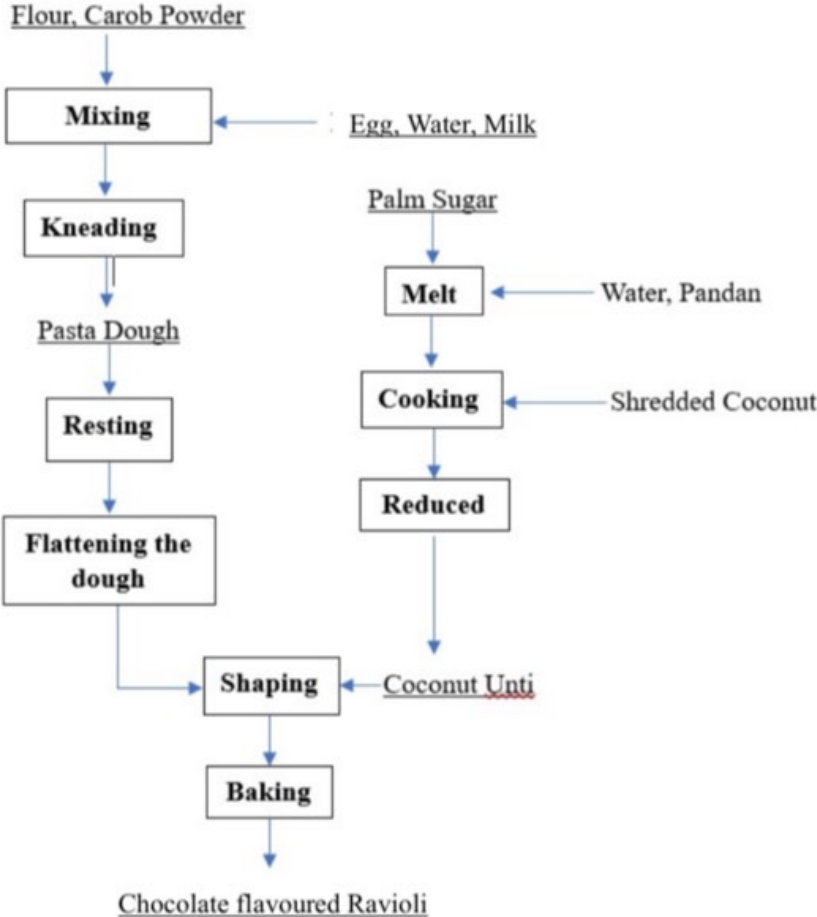 Flour, Carob Powder
Mixing
Egg, Water, Milk
Kneading
Palm Sugar
Melt
Water, Pandan
Pasta Dough
Resting
Cooking
Shredded Coconut
Reduced
Flattening the
dough
Shaping
Coconut Unti
Baking
Chocolate flavoured Ravioli